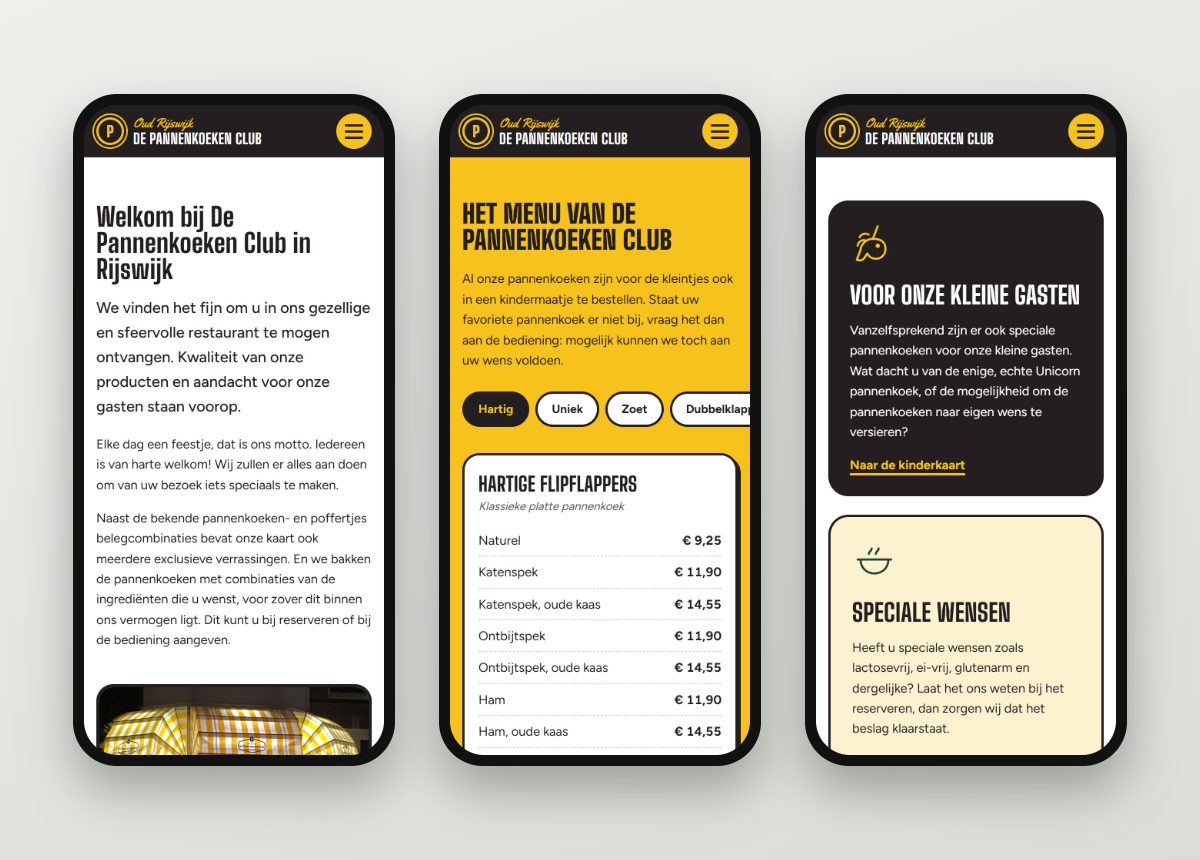 P
Oud Rijswijk
DE PANNENKOEKEN CLUB
Welkom bij De
Pannenkoeken Club in
Rijswijk
We vinden het fijn om u in ons gezellige
en sfeervolle restaurant te mogen
ontvangen. Kwaliteit van onze
producten en aandacht voor onze
gasten staan voorop.
Elke dag een feestje, dat is ons motto. Iedereen
is van harte welkom! Wij zullen er alles aan doen
om van uw bezoek iets speciaals te maken.
Naast de bekende pannenkoeken- en poffertjes
belegcombinaties bevat onze kaart ook
meerdere exclusieve verrassingen. En we bakken
de pannenkoeken met combinaties van de
ingrediënten die u wenst, voor zover dit binnen
ons vermogen ligt. Dit kunt u bij reserveren of bij
de bediening aangeven.
P
Oud Rijswijk
DE PANNENKOEKEN CLUB
HET MENU VAN DE
PANNENKOEKEN CLUB
Al onze pannenkoeken zijn voor de kleintjes ook
in een kindermaatje te bestellen. Staat uw
favoriete pannenkoek er niet bij, vraag het dan
aan de bediening: mogelijk kunnen we toch aan
uw wens voldoen.
Hartig Uniek Zoet Dubbelklapp
HARTIGE FLIPFLAPPERS
Klassieke platte pannenkoek
Naturel € 9,25
Katenspek € 11,90
Katenspek, oude kaas € 14,55
Ontbijtspek € 11,90
Ontbijtspek, oude kaas € 14,55
Ham € 11,90
Ham, oude kaas € 14,55
P
Oud Rijswijk
DE PANNENKOEKEN CLUB
VOOR ONZE KLEINE GASTEN
Vanzelfsprekend zijn er ook speciale
pannenkoeken voor onze kleine gasten.
Wat dacht u van de enige, echte Unicorn
pannenkoek, of de mogelijkheid om de
pannenkoeken naar eigen wens te
versieren?
Naar de kinderkaart
SPECIALE WENSEN
Heeft u speciale wensen zoals
lactosevrij, ei-vrij, glutenarm en
dergelijke? Laat het ons weten bij het
reserveren, dan zorgen wij dat het
beslag klaarstaat.